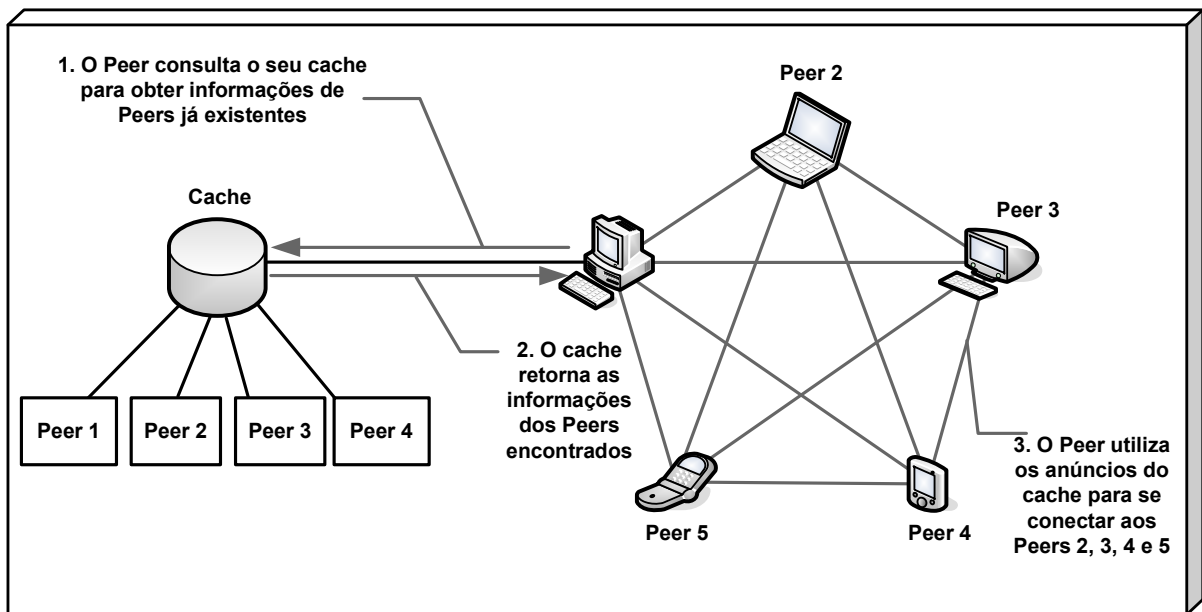 1. O Peer consulta o seu cache
para obter informações de
Peers já existentes
Peer 2
Cache
Peer 3
2. O cache
retorna as
informações
dos Peers
encontrados
Peer 1
Peer 2
Peer 3
Peer 4
3. O Peer utiliza
os anúncios do
cache para se
conectar aos
Peers 2, 3, 4 e 5
Peer 5
Peer 4